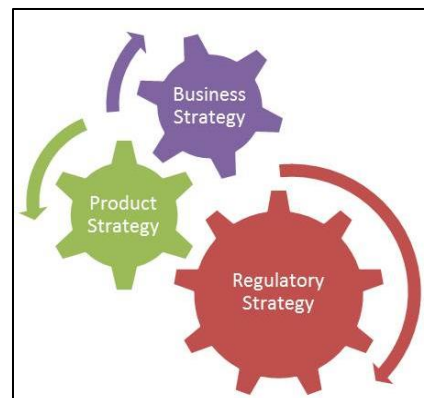 Business
Strategy
Product
Strategy
Regulatory
Strategy